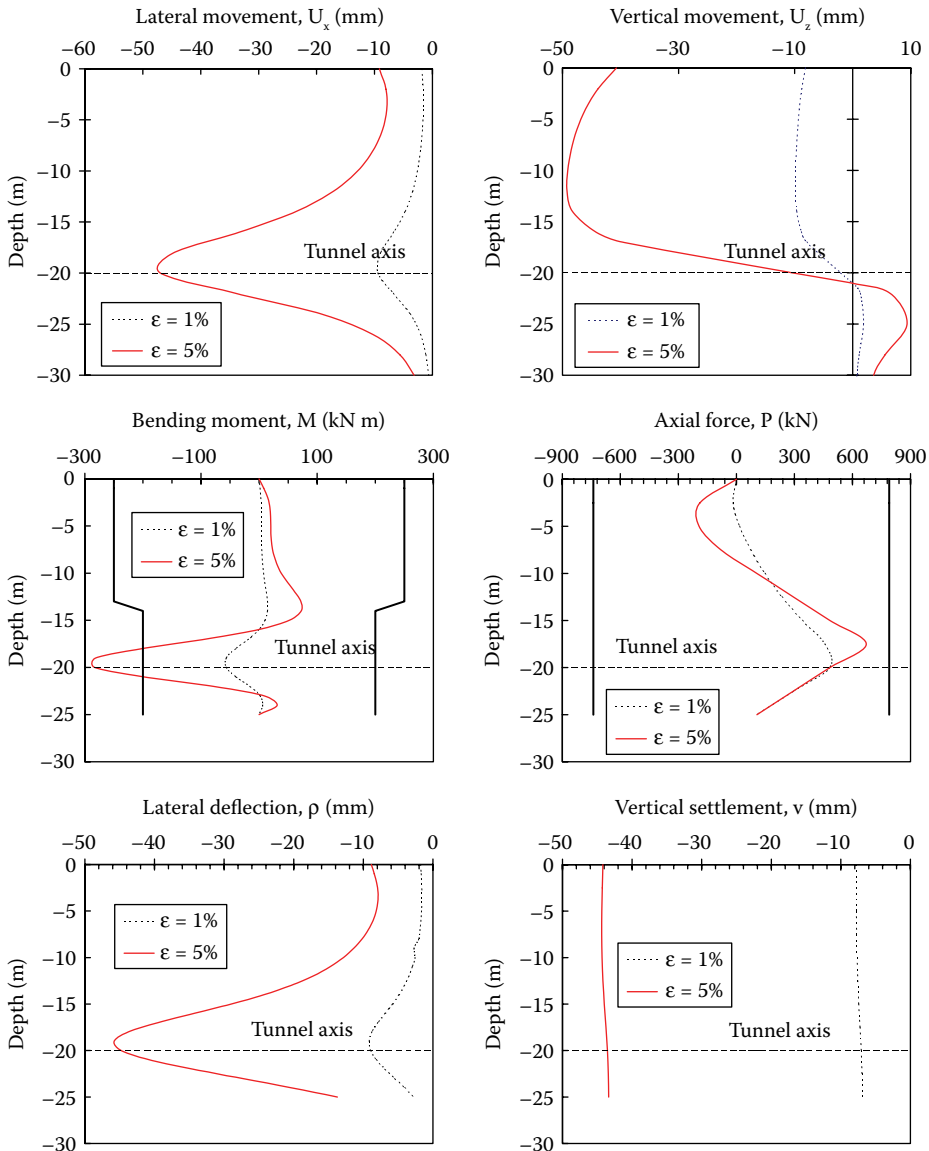 Lateral movement, Ux (mm)
−60 −50 −40 −30 −20 −10 0
0
−5
−10
−15
−20
−25
−30
Depth (m)
Tunnel axis
ε = 1%
ε = 5%
Vertical movement, Uz (mm)
−50 −30 −10 10
0
−5
−10
−15
−20
−25
−30
Depth (m)
Tunnel axis
ε = 1%
ε = 5%
Bending moment, M (kN m)
−300 −100 100 300
0
−5
−10
−15
−20
−25
−30
Depth (m)
ε = 1%
ε = 5%
Tunnel axis
Axial force, P (kN)
−900 −600 −300 0 300 600 900
0
−5
−10
−15
−20
−25
−30
Depth (m)
Tunnel axis
ε = 1%
ε = 5%
Lateral deflection, ρ (mm)
−50 −40 −30 −20 −10 0
0
−5
−10
−15
−20
−25
−30
Depth (m)
ε = 1%
ε = 5%
Tunnel axis
Vertical settlement, v (mm)
−50 −40 −30 −20 −10 0
0
−5
−10
−15
−20
−25
−30
Depth (m)
ε = 1%
ε = 5%
Tunnel axis